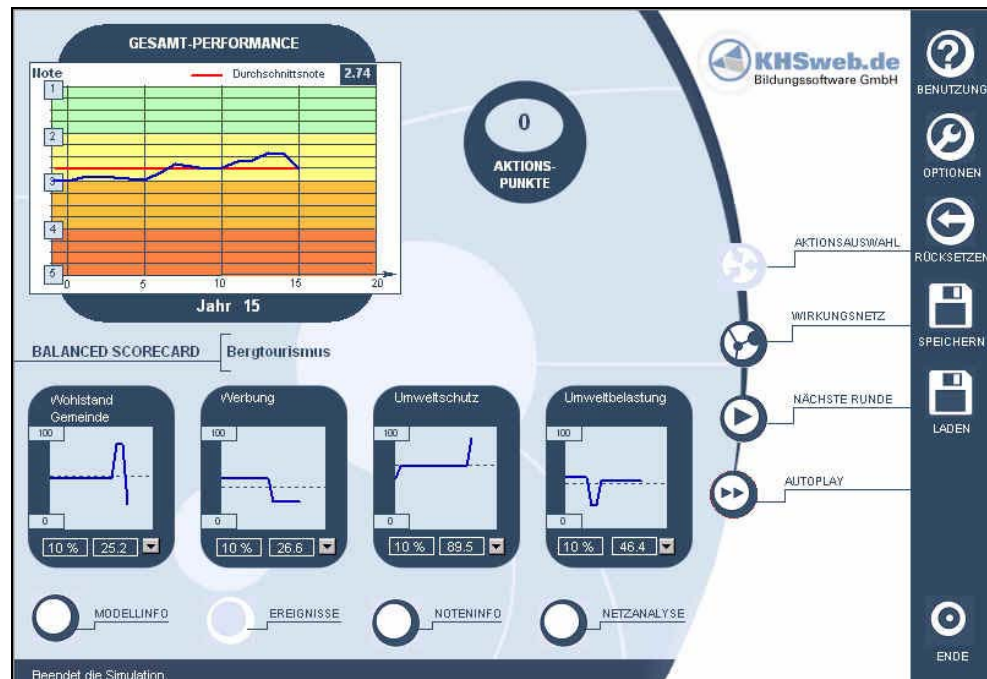 GESAMT-PERFORMANCE
Note
Durchschnittsnote
2.74
1
2
3
4
5
0
5
10
15
20
Jahr 15
0
AKTIONS-
PUNKTE
KHSweb.de
Bildungssoftware GmbH
BENUTZUNG
OPTIONEN
RÜCKSETZEN
SPEICHERN
LADEN
ENDE
AKTIONSAUSWAHL
WIRKUNGSNETZ
NÄCHSTE RUNDE
AUTOPLAY
BALANCED SCORECARD
Bergtourismus
Wohlstand
Gemeinde
100
0
10 %
25.2
Werbung
100
0
10 %
26.6
Umweltschutz
100
0
10 %
89.5
Umweltbelastung
100
0
10 %
46.4
MODELLINFO
EREIGNISSE
NOTENINFO
NETZANALYSE
Beendet die Simulation